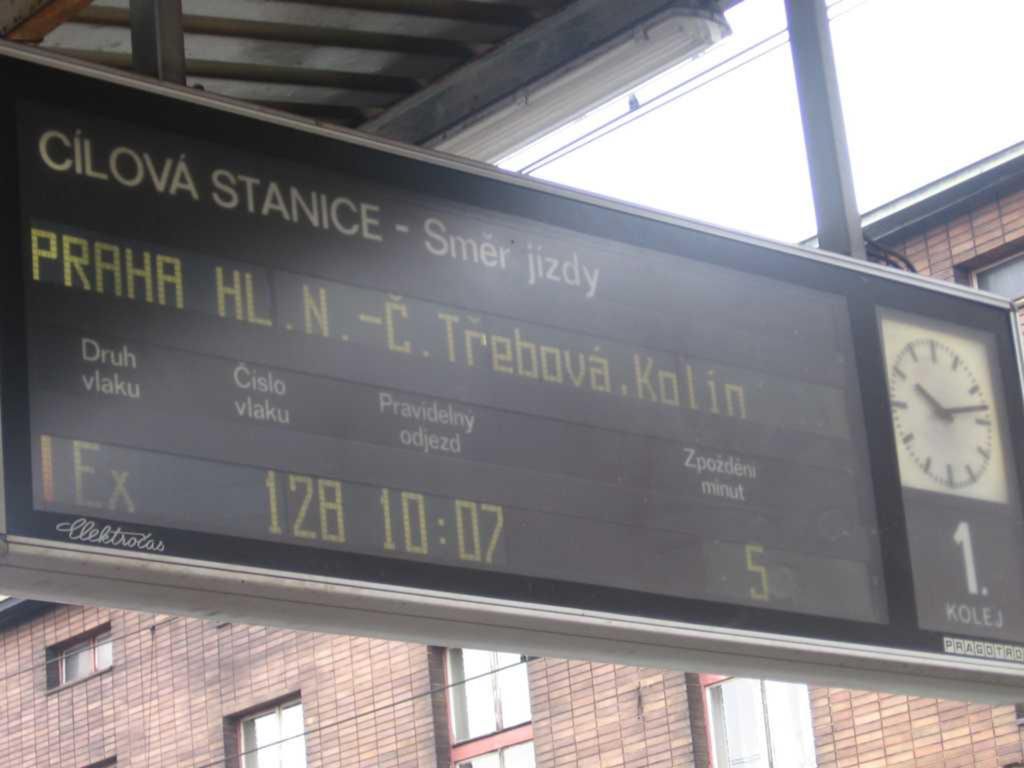 CÍLOVÁ STANICE - Směr jízdy
PRAHA HL.N.-Č.Třebová.Kolín
Druh vlaku
Číslo vlaku
Pravidelný odjezd
Zpoždění minut
Ex 128 10:07 5
Elektročas
1.
KOLEJ
PRAGOTRO